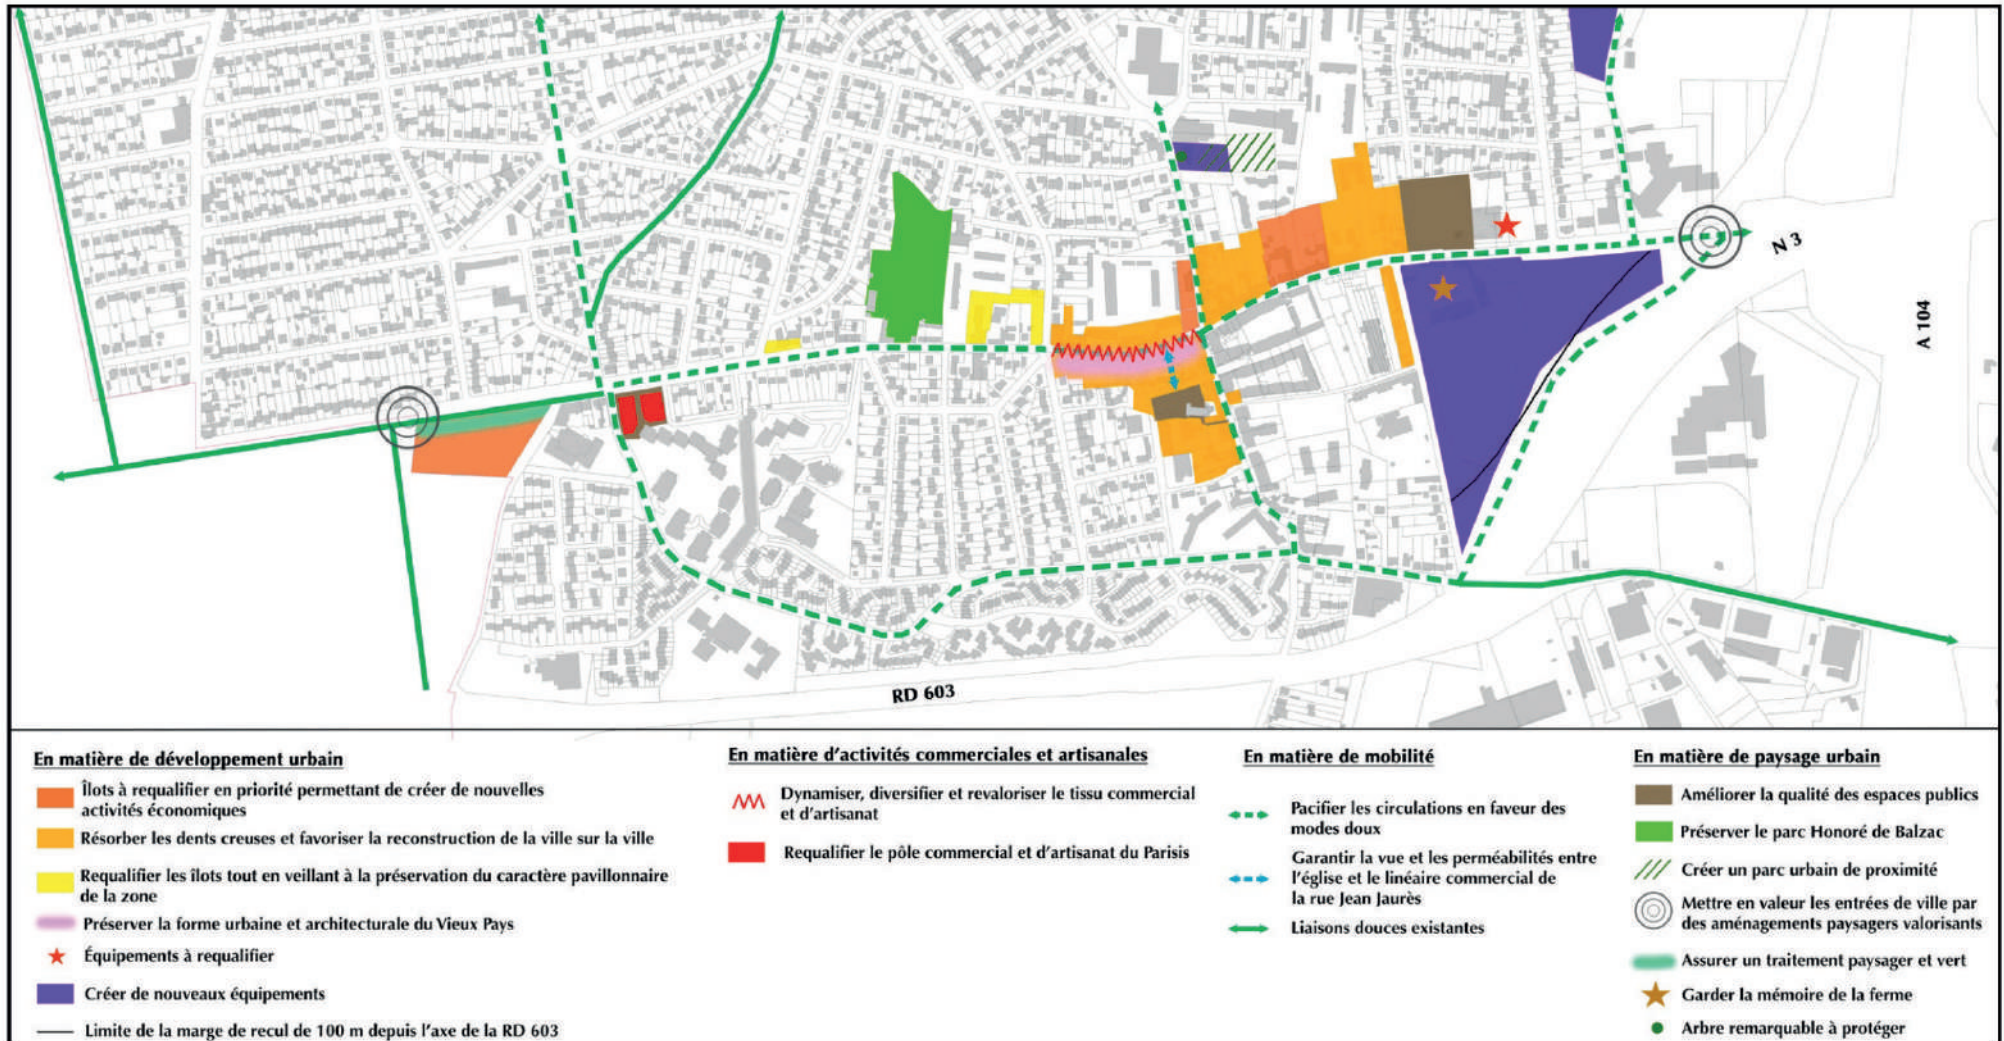 N 3
A 104
RD 603
En matière de développement urbain
Îlots à requalifier en priorité permettant de créer de nouvelles
activités économiques
Résorber les dents creuses et favoriser la reconstruction de la ville sur la ville
Requalifier les îlots tout en veillant à la préservation du caractère pavillonnaire
de la zone
Préserver la forme urbaine et architecturale du Vieux Pays
Équipements à requalifier
Créer de nouveaux équipements
Limite de la marge de recul de 100 m depuis l'axe de la RD 603
En matière d'activités commerciales et artisanales
Dynamiser, diversifier et revaloriser le tissu commercial
et d'artisanat
Requalifier le pôle commercial et d'artisanat du Parisis
En matière de mobilité
Pacifier les circulations en faveur des
modes doux
Garantir la vue et les perméabilités entre
l'église et le linéaire commercial de
la rue Jean Jaurès
Liaisons douces existantes
En matière de paysage urbain
Améliorer la qualité des espaces publics
Préserver le parc Honoré de Balzac
Créer un parc urbain de proximité
Mettre en valeur les entrées de ville par
des aménagements paysagers valorisants
Assurer un traitement paysager et vert
Garder la mémoire de la ferme
Arbre remarquable à protéger